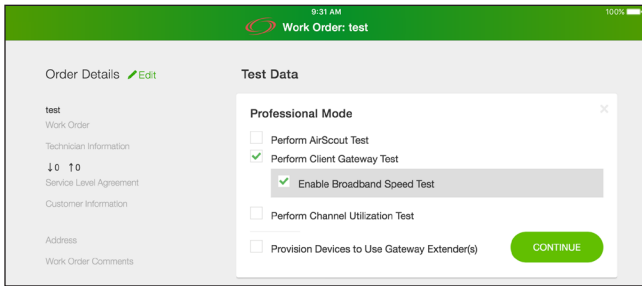 9:31 AM
100%
Work Order: test
Order Details Edit
test
Work Order
Technician Information
↓0 ↑0
Service Level Agreement
Customer Information
Address
Work Order Comments
Test Data
Professional Mode
Perform AirScout Test
Perform Client Gateway Test
Enable Broadband Speed Test
Perform Channel Utilization Test
Provision Devices to Use Gateway Extender(s)
CONTINUE